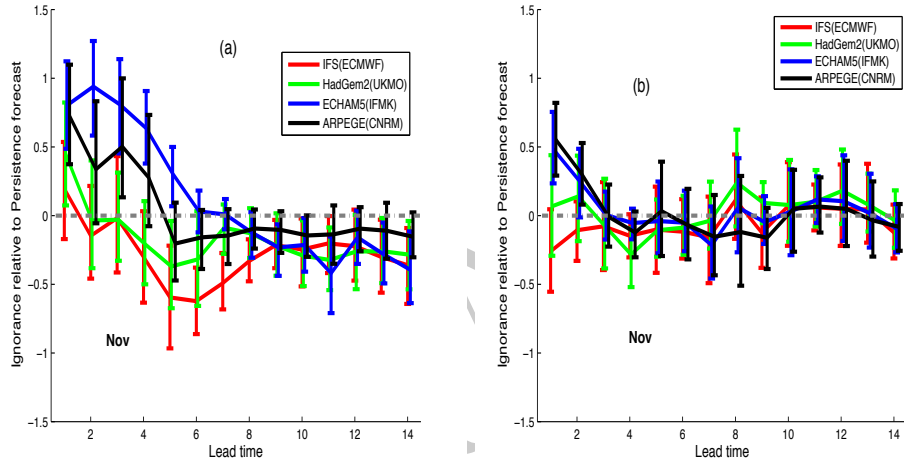 1.5
1
0.5
0
−0.5
−1
−1.5
Ignorance relative to Persistence forecast
(a)
IFS(ECMWF)
HadGem2(UKMO)
ECHAM5(IFMK)
ARPEGE(CNRM)
Nov
2 4 6 8 10 12 14
Lead time
1.5
1
0.5
0
−0.5
−1
−1.5
Ignorance relative to Persistence forecast
(b)
IFS(ECMWF)
HadGem2(UKMO)
ECHAM5(IFMK)
ARPEGE(CNRM)
Nov
2 4 6 8 10 12 14
Lead time